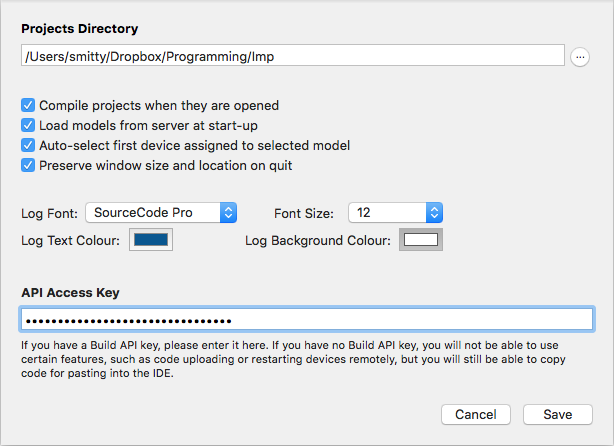 Projects Directory
/Users/smitty/Dropbox/Programming/Imp
...
Compile projects when they are opened
Load models from server at start-up
Auto-select first device assigned to selected model
Preserve window size and location on quit
Log Font: SourceCode Pro Font Size: 12
Log Text Colour: Log Background Colour:
API Access Key
••••••••••••••••••••••••••••••••
If you have a Build API key, please enter it here. If you have no Build API key, you will not be able to use
certain features, such as code uploading or restarting devices remotely, but you will still be able to copy
code for pasting into the IDE.
Cancel Save